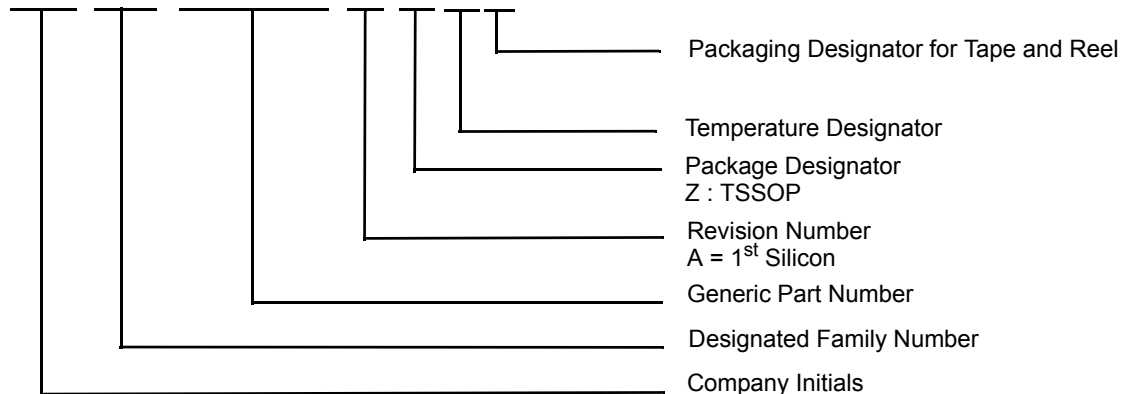 Packaging Designator for Tape and Reel
Temperature Designator
Package Designator
Z : TSSOP
Revision Number
A = 1st Silicon
Generic Part Number
Designated Family Number
Company Initials